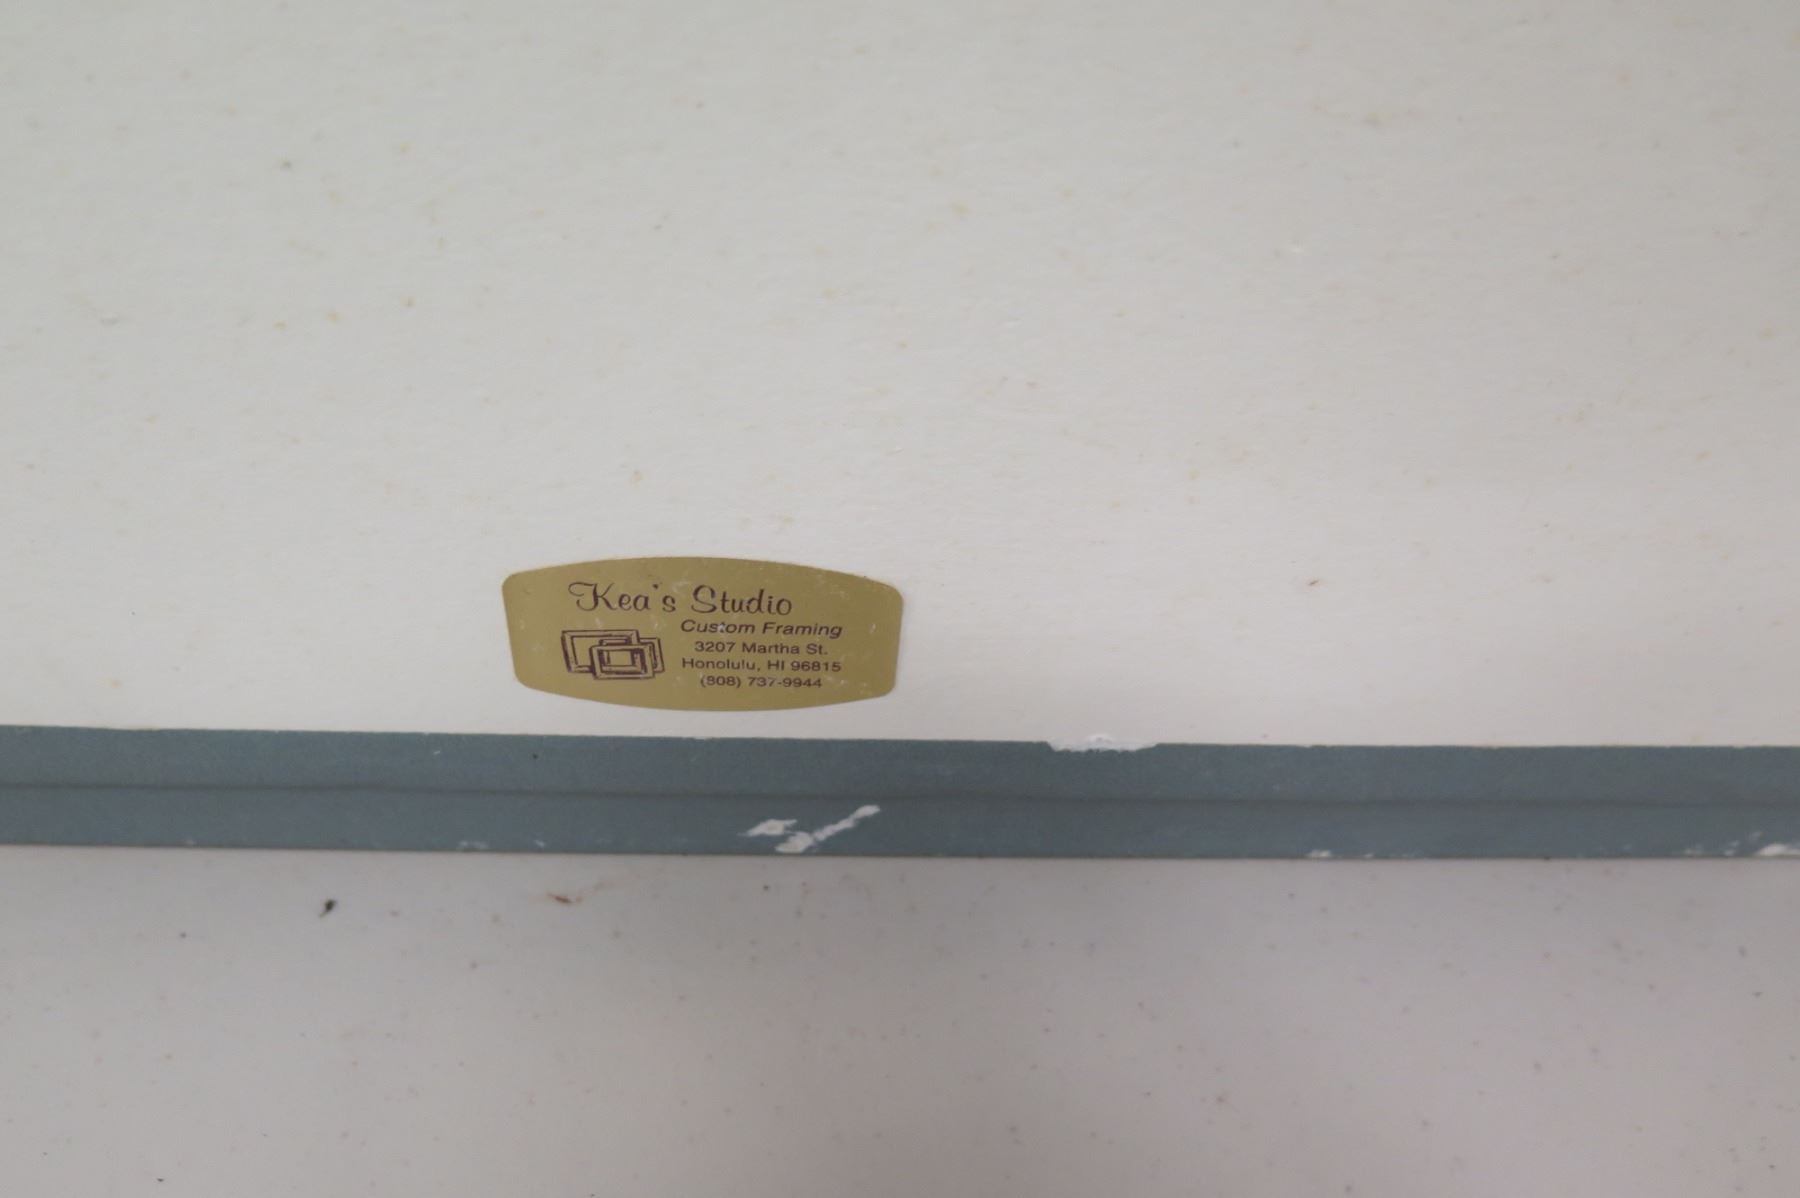 Kea's Studio
Custom Framing
3207 Martha St.
Honolulu, HI 96815
(808) 737-9944